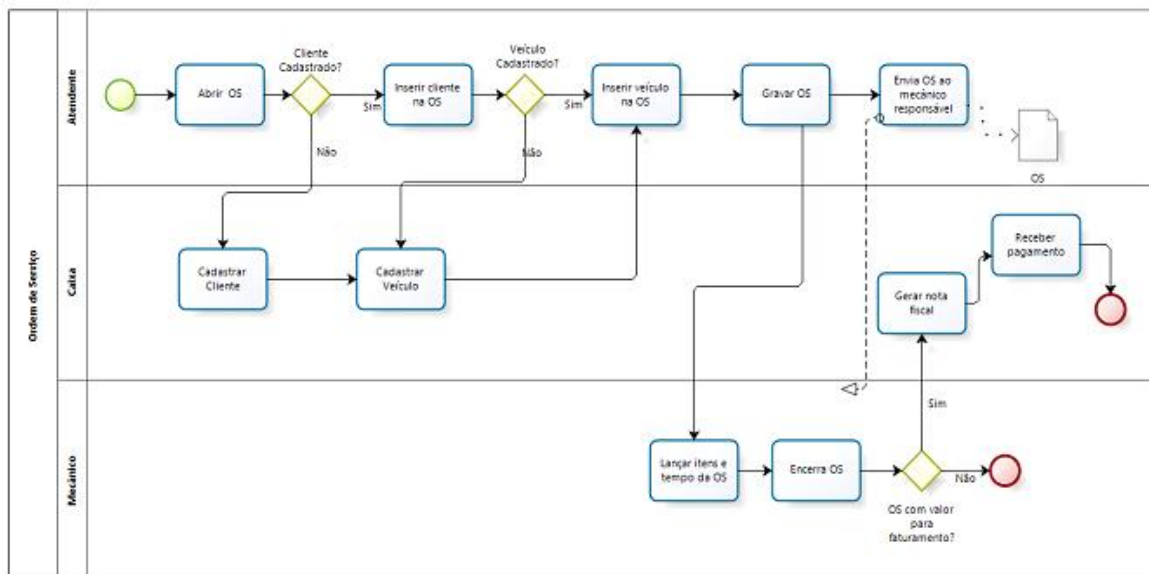 Ordem de Serviço
Atendente
Abrir OS
Cliente
Cadastrado?
Sim
Não
Inserir cliente
na OS
Veículo
Cadastrado?
Sim
Não
Inserir veículo
na OS
Gravar OS
Envia OS ao
mecânico
responsável
OS
Caixa
Cadastrar
Cliente
Cadastrar
Veículo
Gerar nota
fiscal
Receber
pagamento
Mecânico
Lançar itens e
tempo da OS
Encerra OS
Sim
Não
OS com valor
para
faturamento?